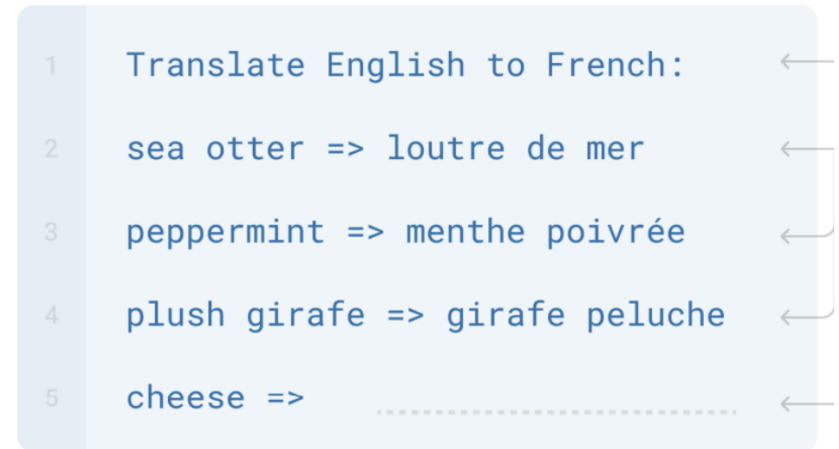 1 Translate English to French:
2 sea otter => loutre de mer
3 peppermint => menthe poivrée
4 plush girafe => girafe peluche
5 cheese =>